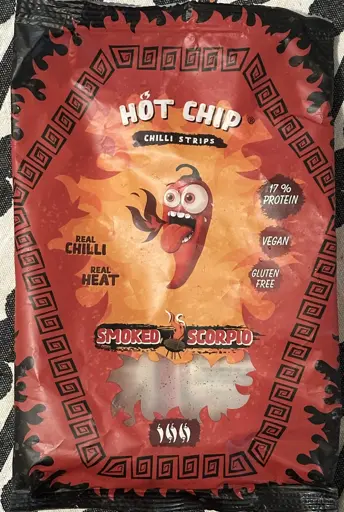 HOT CHIP
CHILLI STRIPS
17 %
PROTEIN
REAL
CHILLI
VEGAN
REAL
HEAT
GLUTEN
FREE
SMOKED SCORPIO